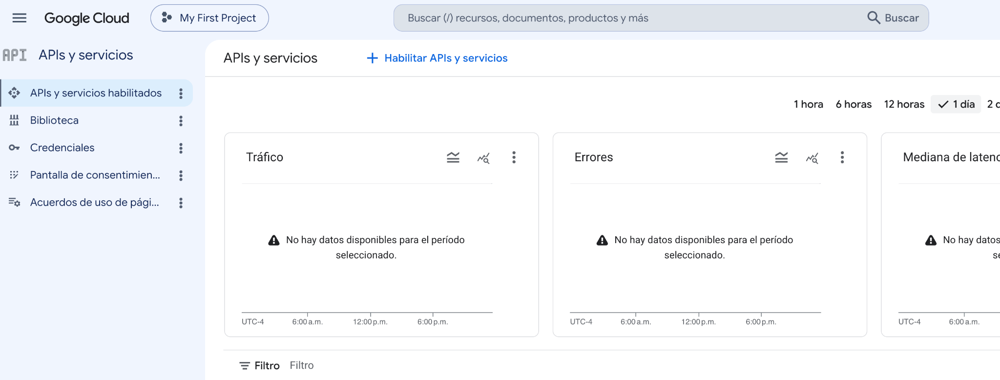 Google Cloud
My First Project
Buscar (/) recursos, documentos, productos y más
Buscar
API
APIs y servicios
APIs y servicios habilitados
Biblioteca
Credenciales
Pantalla de consentimien...
Acuerdos de uso de pági...
APIs y servicios
+ Habilitar APIs y servicios
1 hora 6 horas 12 horas 1 día 2 d
Tráfico
No hay datos disponibles para el período
seleccionado.
UTC-4 6:00 a.m. 12:00 p.m. 6:00 p.m.
Errores
No hay datos disponibles para el período
seleccionado.
UTC-4 6:00 a.m. 12:00 p.m. 6:00 p.m.
Mediana de latenc
No hay datos
se
UTC-4 6:00 a.m.
Filtro Filtro